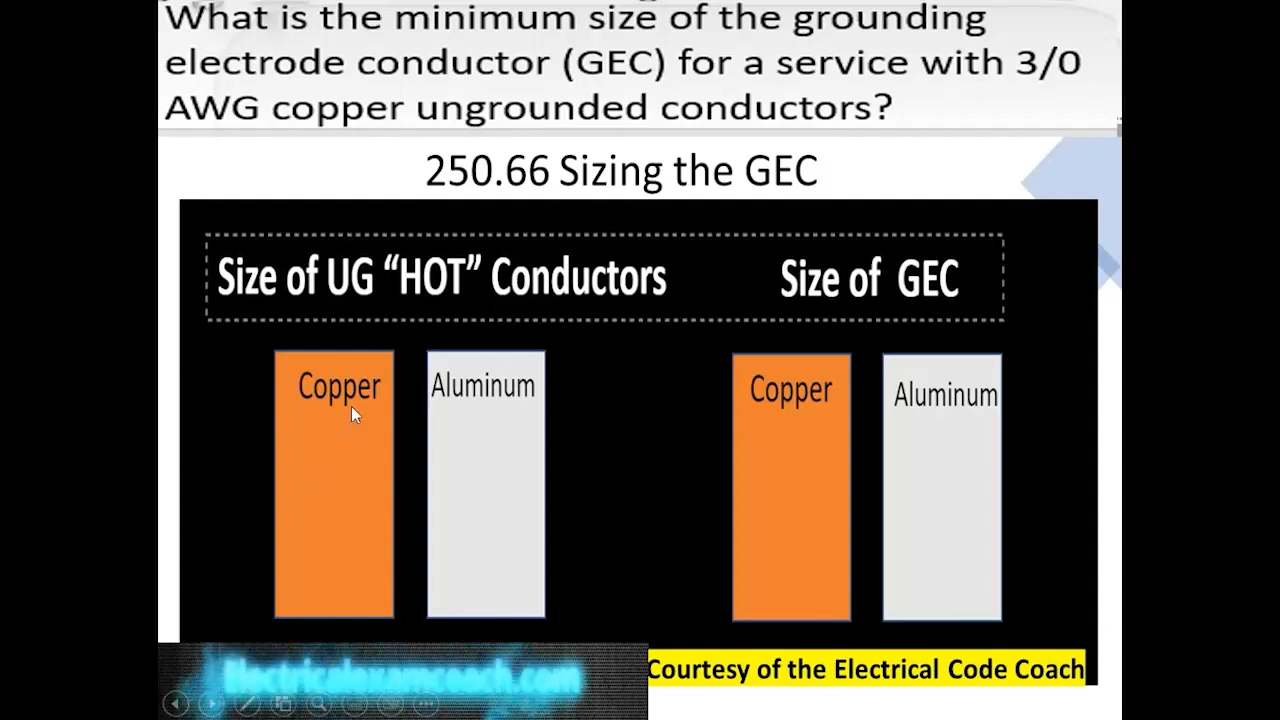 What is the minimum size of the grounding
electrode conductor (GEC) for a service with 3/0
AWG copper ungrounded conductors?
250.66 Sizing the GEC
Size of UG “HOT” Conductors
Size of GEC
Copper
Aluminum
Copper
Aluminum
Courtesy of the Electrical Code Coach